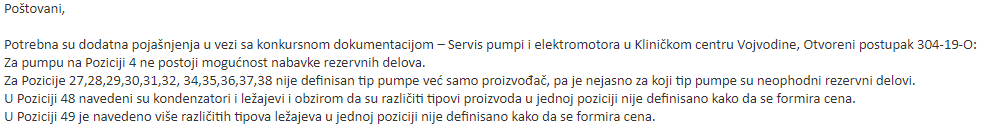 Poštovani,
Potrebna su dodatna pojašnjenja u vezi sa konkursnom dokumentacijom – Servis pumpi i elektromotora u Kliničkom centru Vojvodine, Otvoreni postupak 304-19-O:
Za pumpu na Poziciji 4 ne postoji mogućnost nabavke rezervnih delova.
Za Pozicije 27,28,29,30,31,32, 34,35,36,37,38 nije definisan tip pumpe već samo proizvođač, pa je nejasno za koji tip pumpe su neophodni rezervni delovi.
U Poziciji 48 navedeni su kondenzatori i ležajevi i obzirom da su različiti tipovi proizvoda u jednoj poziciji nije definisano kako da se formira cena.
U Poziciji 49 je navedeno više različitih tipova ležajeva u jednoj poziciji nije definisano kako da se formira cena.